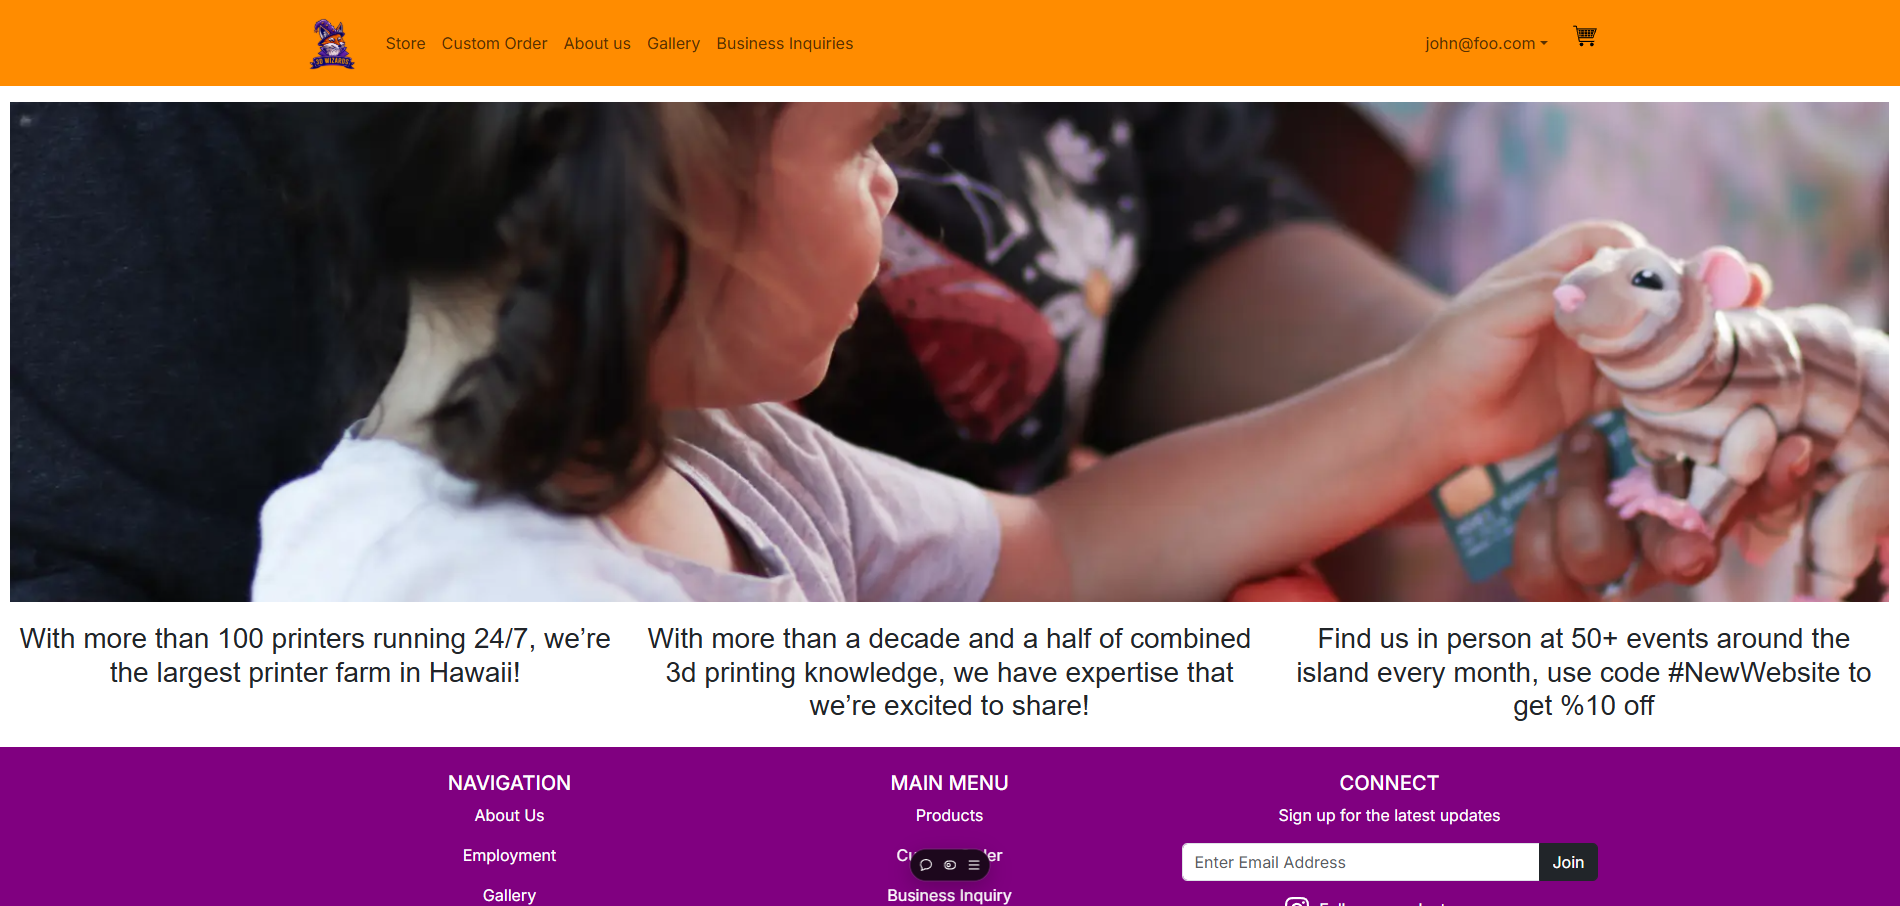 3D WIZARDS
Store Custom Order About us Gallery Business Inquiries
john@foo.com
With more than 100 printers running 24/7, we’re
the largest printer farm in Hawaii!
With more than a decade and a half of combined
3d printing knowledge, we have expertise that
we’re excited to share!
Find us in person at 50+ events around the
island every month, use code #NewWebsite to
get %10 off
NAVIGATION
About Us
Employment
Gallery
MAIN MENU
Products
Business Inquiry
CONNECT
Sign up for the latest updates
Enter Email Address
Join